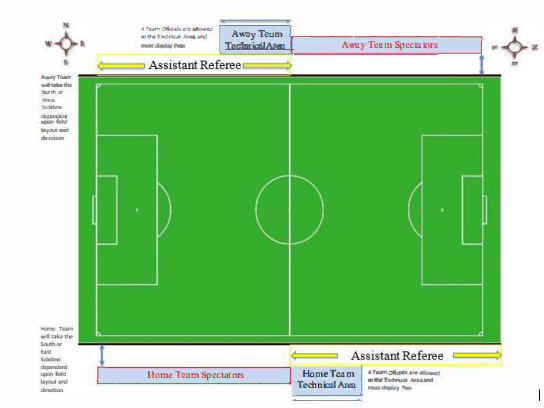 N
W E
S
4 Team Officials are allowed
in the Technical Area and
must display Pass
Away Team
Technical Area
Away Team Spectators
Assistant Referee
Away Team
will take the
North or
West
Sideline
dependent
upon field
layout and
direction
Home Team
will take the
South or
East
Sideline
dependent
upon field
layout and
direction
Assistant Referee
Home Team Spectators
Home Team
Technical Area
4 Team Officials are allowed
in the Technical Area and
must display Pass